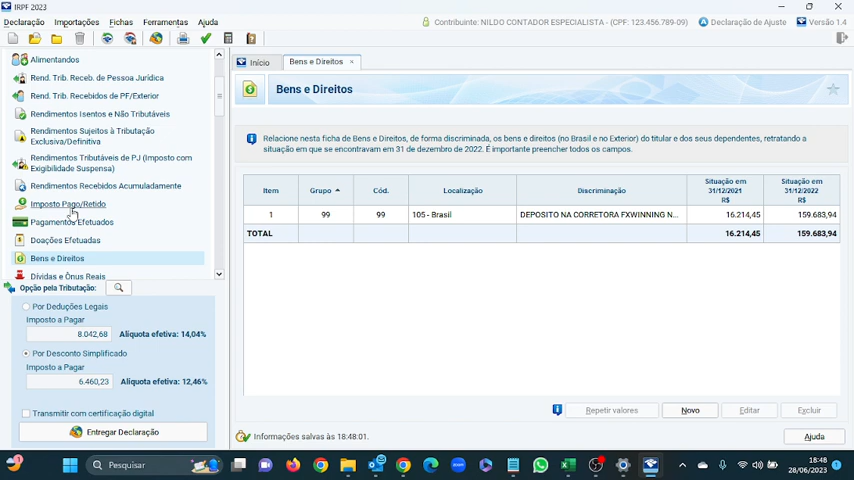 IRPF 2023
Declaração Importações Fichas Ferramentas Ajuda
Contribuinte: NILDO CONTADOR ESPECIALISTA - (CPF: 123.456.789-09) Declaração de Ajuste Versão 1.4
Alimentandos
Rend. Trib. Receb. de Pessoa Jurídica
Rend. Trib. Recebidos de PF/Exterior
Rendimentos Isentos e Não Tributáveis
Rendimentos Sujeitos à Tributação
Exclusiva/Definitiva
Rendimentos Tributáveis de PJ (Imposto com
Exigibilidade Suspensa)
Rendimentos Recebidos Acumuladamente
Imposto Pago/Retido
Pagamentos Efetuados
Doações Efetuadas
Bens e Direitos
Dívidas e Ônus Reais
Opção pela Tributação:
Por Deduções Legais
Imposto a Pagar
8.042,68 Alíquota efetiva: 14,04%
Por Desconto Simplificado
Imposto a Pagar
6.460,23 Alíquota efetiva: 12,46%
Transmitir com certificação digital
Entregar Declaração
Início Bens e Direitos ×
Bens e Direitos
Relacione nesta ficha de Bens e Direitos, de forma discriminada, os bens e direitos (no Brasil e no Exterior) do titular e dos seus dependentes, retratando a
situação em que se encontravam em 31 de dezembro de 2022. É importante preencher todos os campos.
Item Grupo Cód. Localização Discriminação Situação em 31/12/2021 R$ Situação em 31/12/2022 R$
1 99 99 105 - Brasil DEPOSITO NA CORRETORA FXWINNING N... 16.214,45 159.683,94
TOTAL 16.214,45 159.683,94
Repetir valores Novo Editar Excluir
Informações salvas às 18:48:01. Ajuda
Pesquisar
zoom
18:48
28/06/2023